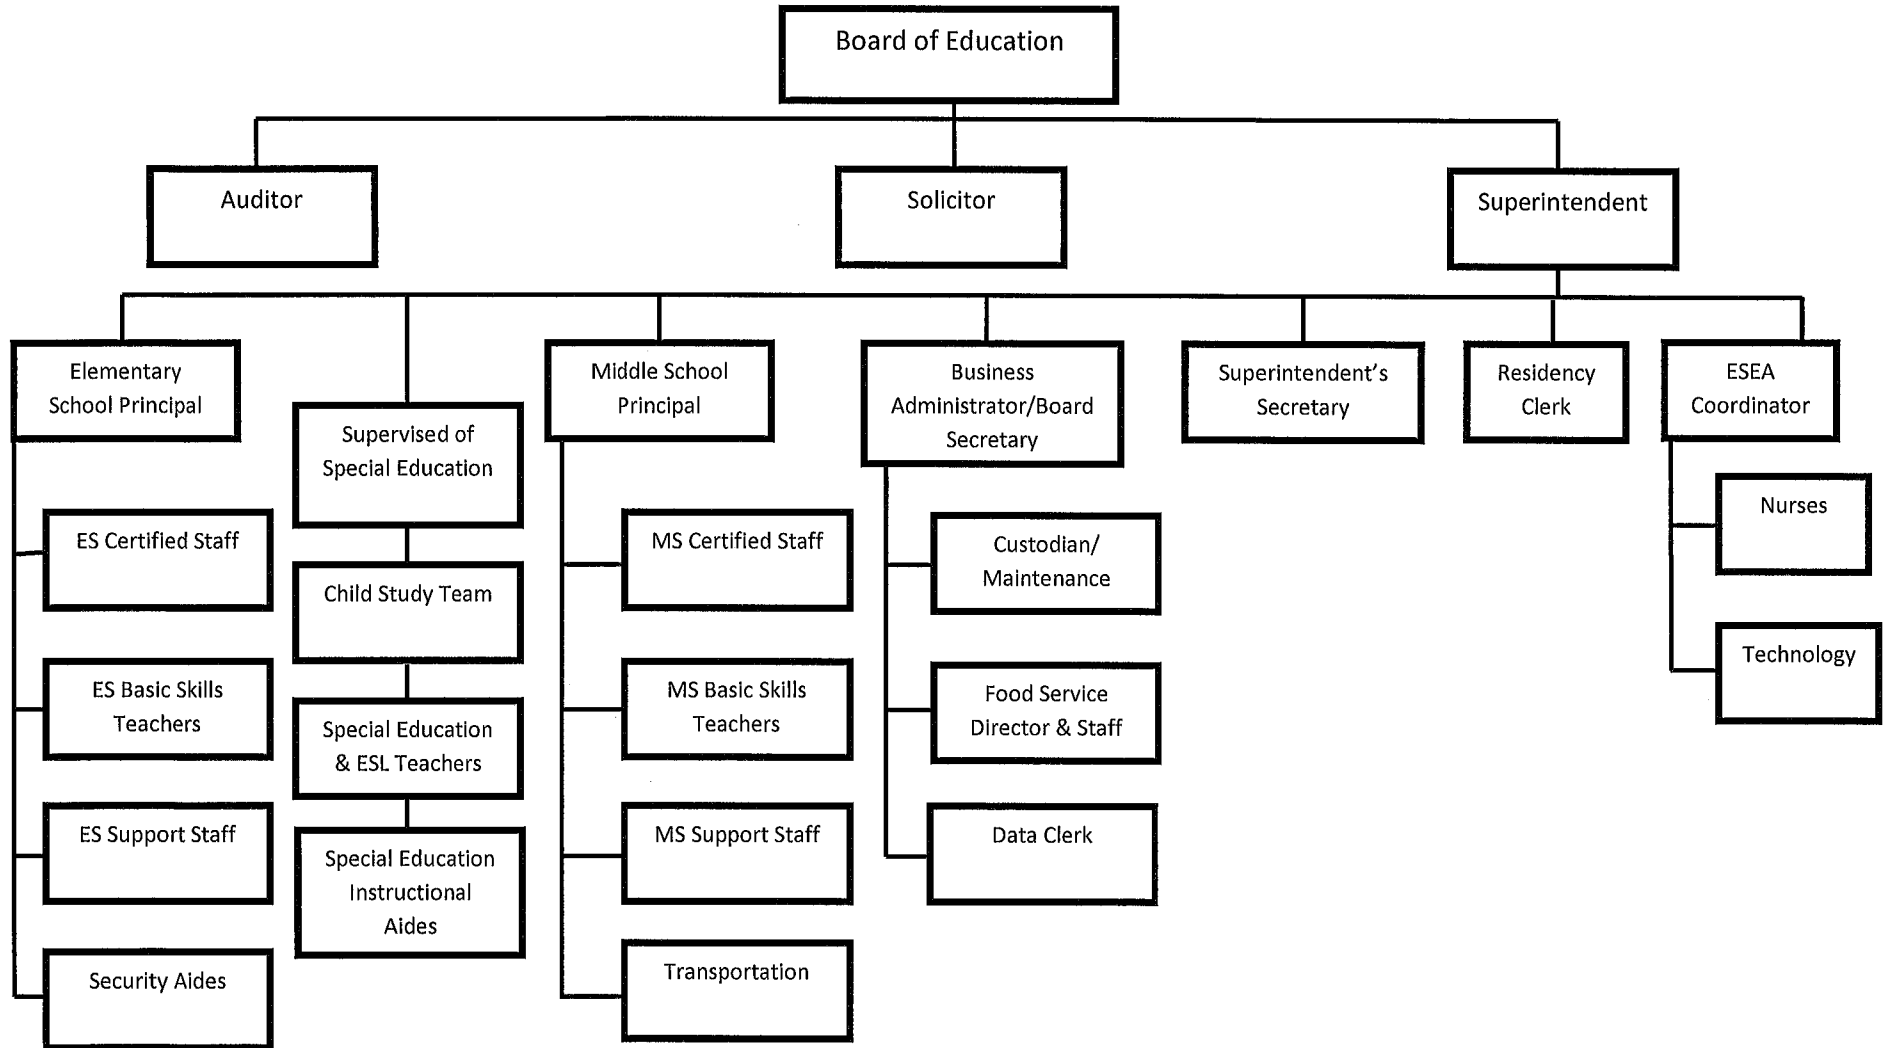 Board of Education
Auditor
Solicitor
Superintendent
Elementary
School Principal
Supervised of
Special Education
Middle School
Principal
Business
Administrator/Board
Secretary
Superintendent's
Secretary
Residency
Clerk
ESEA
Coordinator
ES Certified Staff
ES Basic Skills
Teachers
ES Support Staff
Security Aides
Child Study Team
Special Education
& ESL Teachers
Special Education
Instructional
Aides
MS Certified Staff
MS Basic Skills
Teachers
MS Support Staff
Transportation
Custodian/
Maintenance
Food Service
Director & Staff
Data Clerk
Nurses
Technology